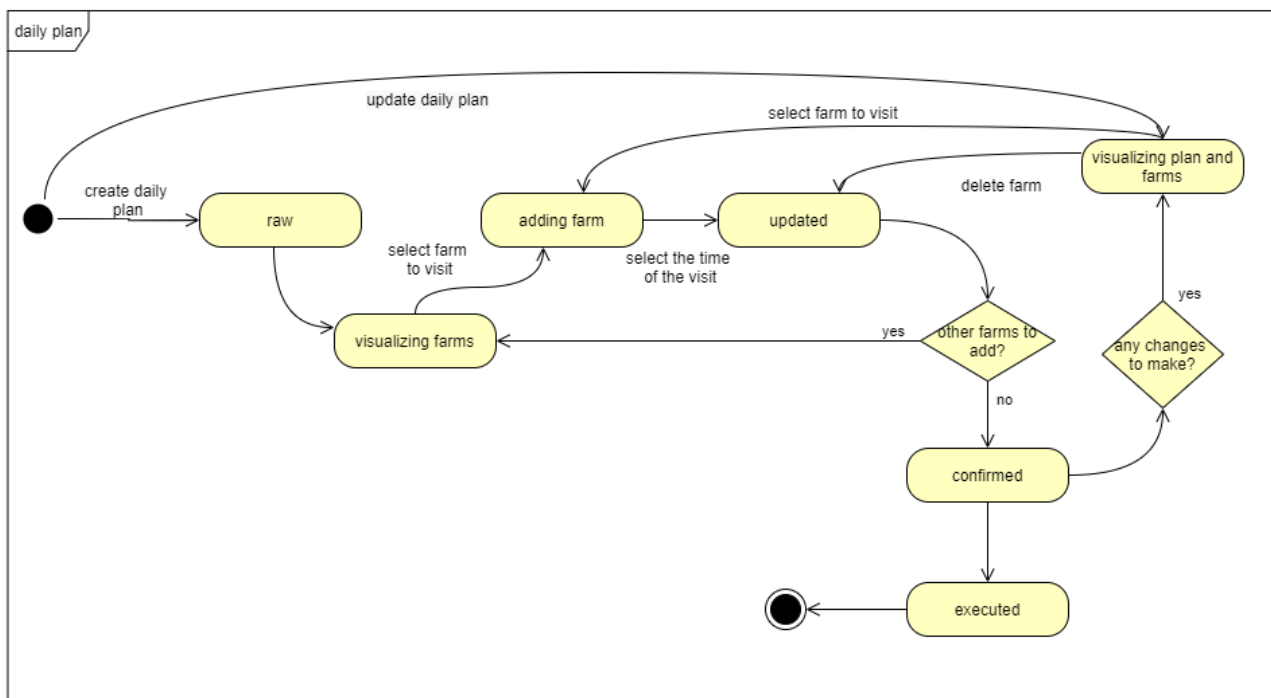 daily plan
update daily plan
select farm to visit
visualizing plan and
farms
create daily
plan
delete farm
raw
adding farm
updated
select farm
to visit
select the time
of the visit
yes
visualizing farms
yes
other farms to
add?
any changes
to make?
no
confirmed
executed